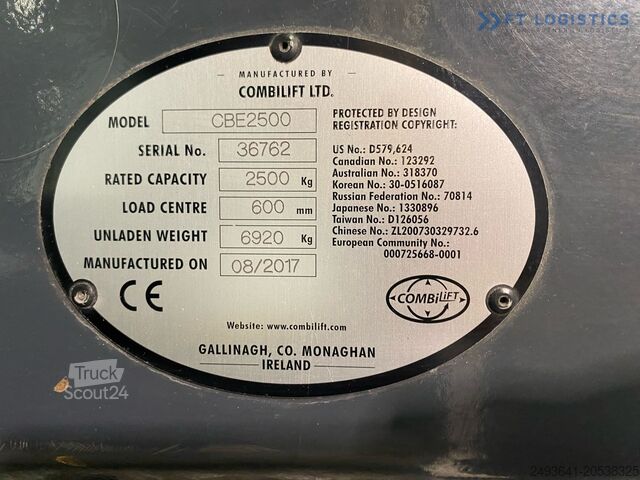 FT LOGISTICS
MANUFACTURED BY
COMBILIFT LTD.
MODEL CBE2500
SERIAL No. 36762
RATED CAPACITY 2500 Kg
LOAD CENTRE 600 mm
UNLADEN WEIGHT 6920 Kg
MANUFACTURED ON 08/2017
CE
PROTECTED BY DESIGN
REGISTRATION COPYRIGHT:
US No.: D579,624
Canadian No.: 123292
Australian No.: 318370
Korean No.: 30-0516087
Russian Federation No.: 70814
Japanese No.: 1330896
Taiwan No.: D126056
Chinese No.: ZL200730329732.6
European Community No.:
000725668-0001
COMBiLiFT
Website: www.combilift.com
GALLINAGH, CO. MONAGHAN
IRELAND
Truck
Scout24
2493641-20538325